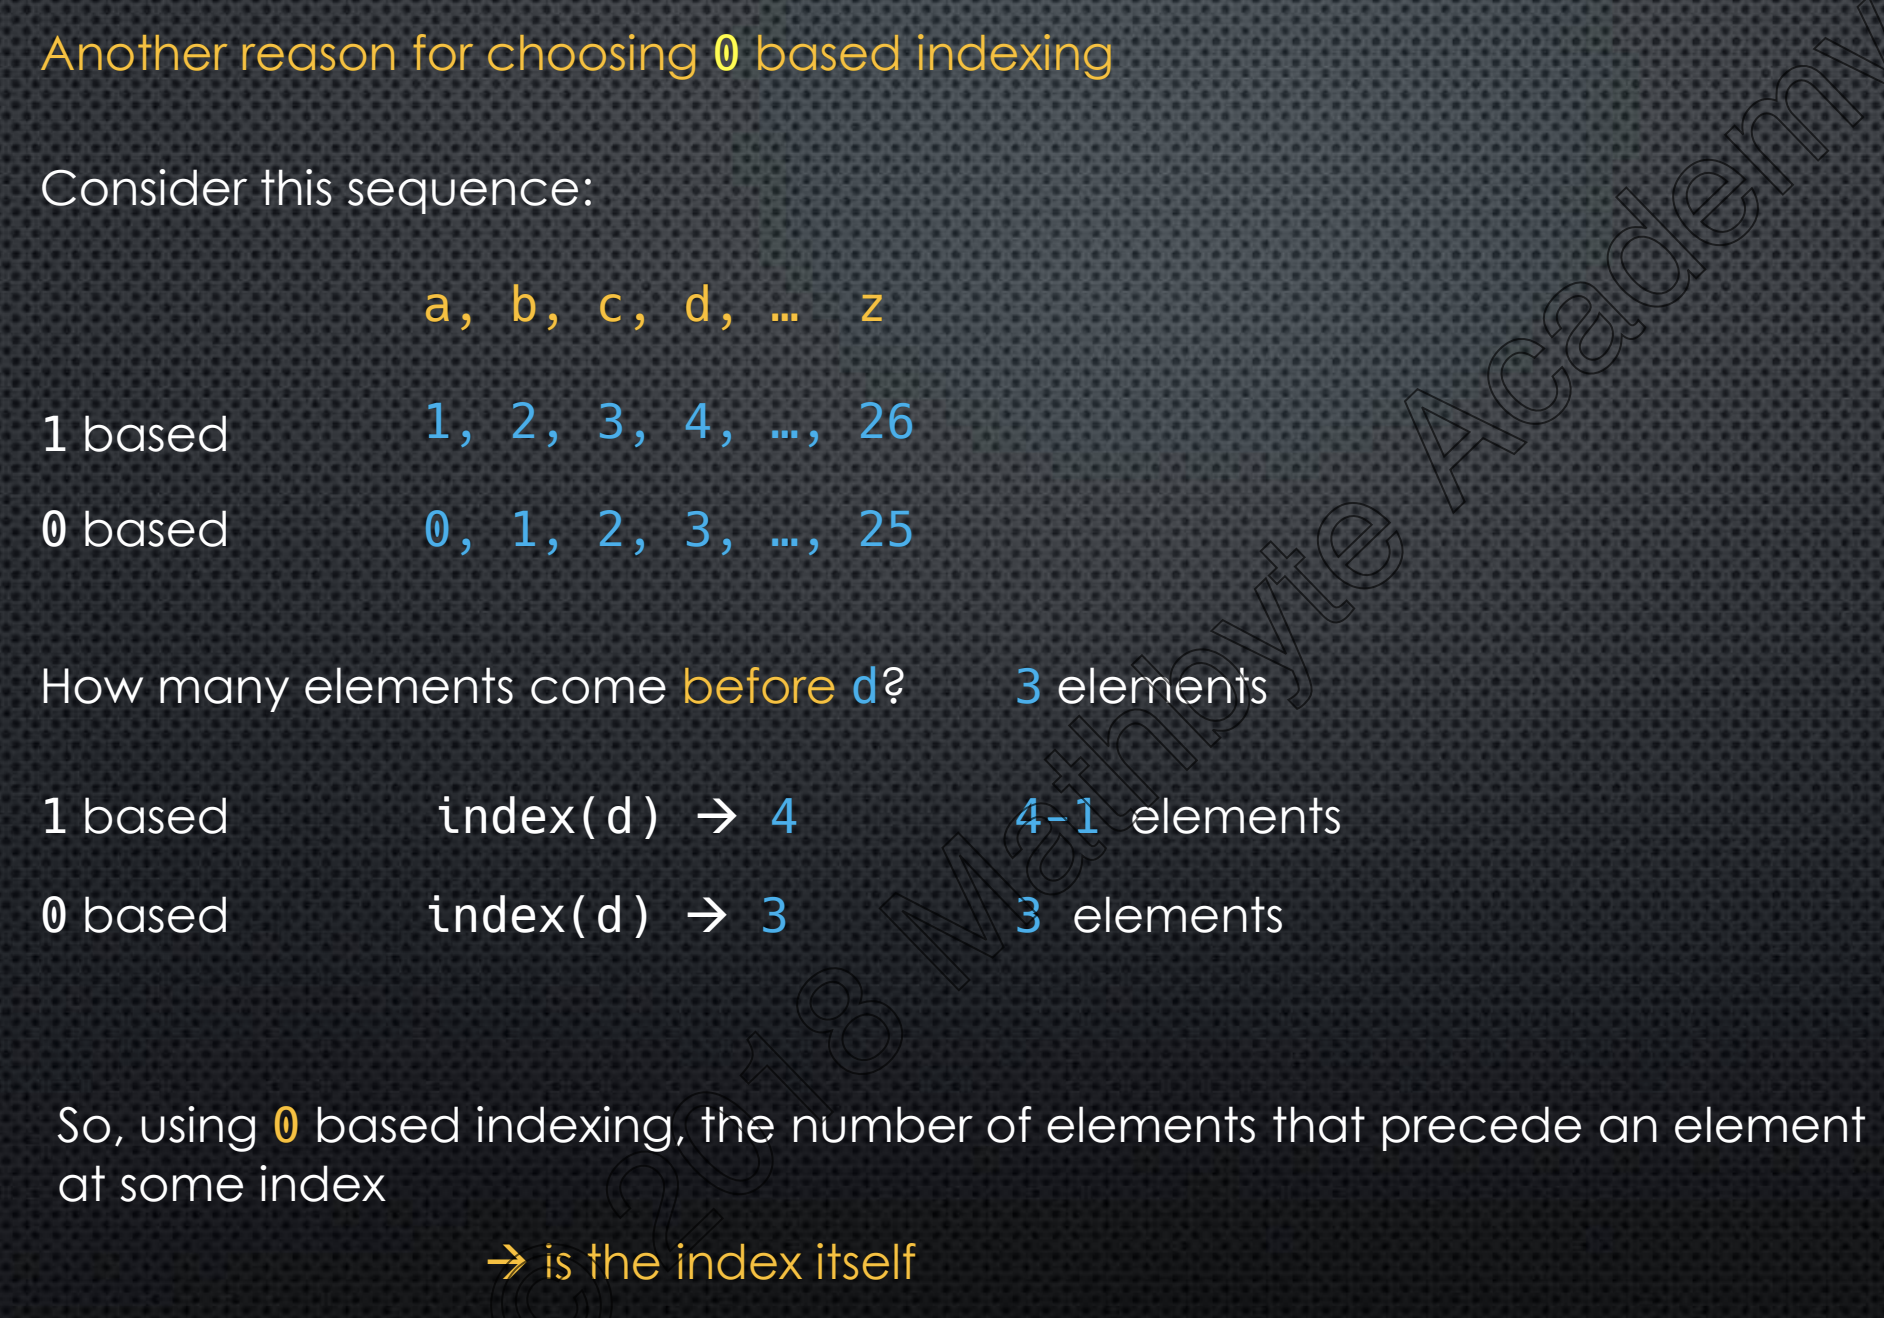 Another reason for choosing 0 based indexing
Consider this sequence:
a, b, c, d, … z
1 based 1, 2, 3, 4, …, 26
0 based 0, 1, 2, 3, …, 25
How many elements come before d? 3 elements
1 based index(d) → 4 4-1 elements
0 based index(d) → 3 3 elements
So, using 0 based indexing, the number of elements that precede an element
at some index
→ is the index itself
© 2018 Mathbyte Academy